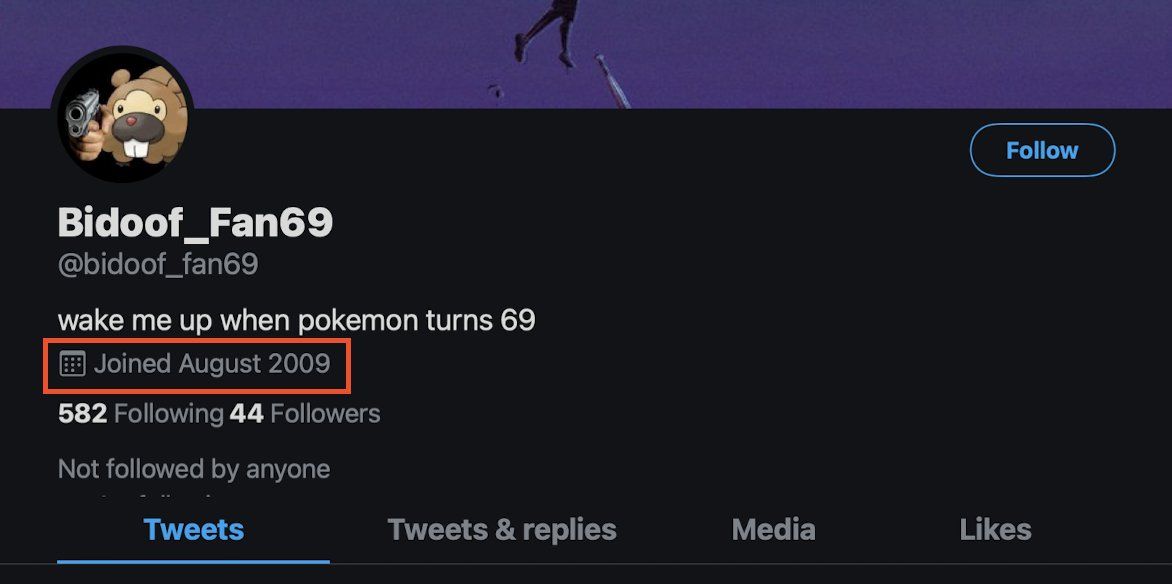 Follow
Bidoof_Fan69
@bidoof_fan69
wake me up when pokemon turns 69
Joined August 2009
582 Following 44 Followers
Not followed by anyone
Tweets Tweets & replies Media Likes